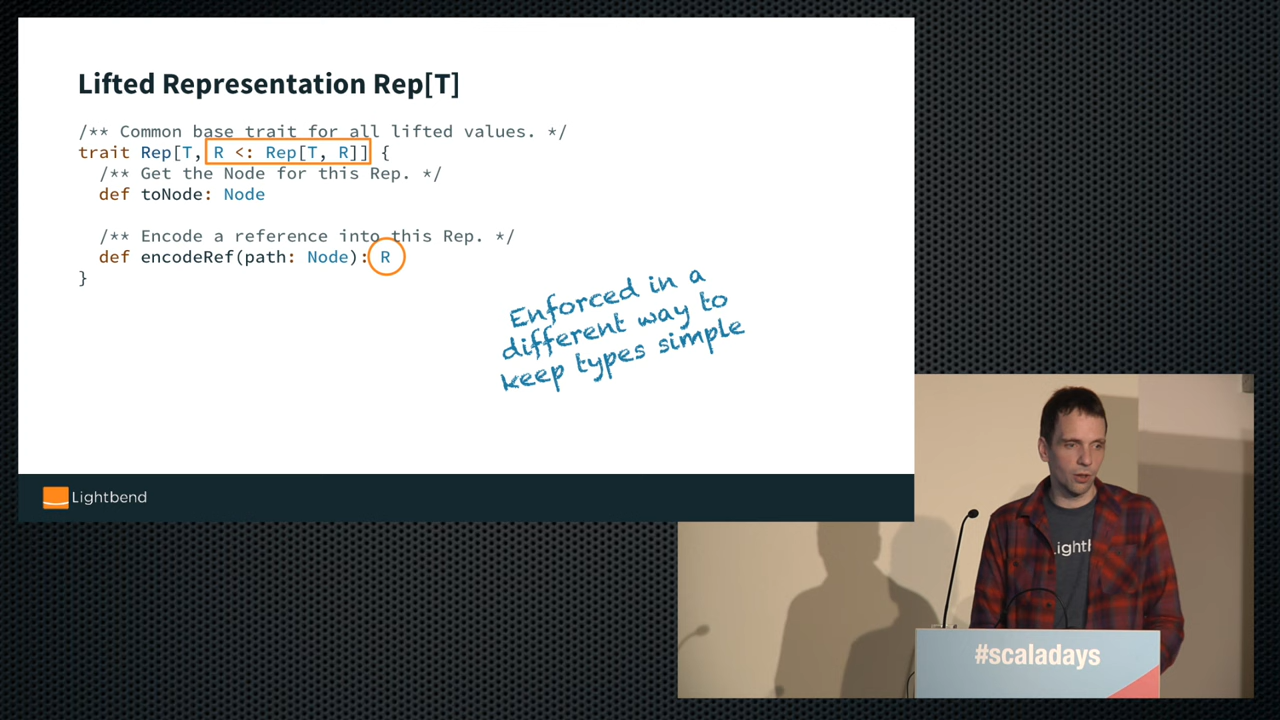 Lifted Representation Rep[T]
/** Common base trait for all lifted values. */
trait Rep[T, R <: Rep[T, R]] {
/** Get the Node for this Rep. */
def toNode: Node
/** Encode a reference into this Rep. */
def encodeRef(path: Node): R
}
Enforced in a
different way to
keep types simple
Lightbend
Light
#scaladays